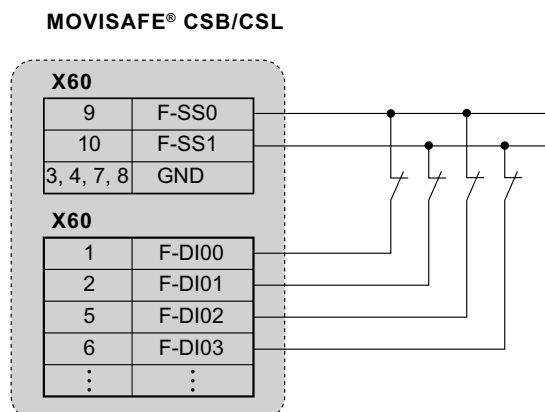 MOVISAFE® CSB/CSL
X60
9 F-SS0
10 F-SS1
3, 4, 7, 8 GND
X60
1 F-DI00
2 F-DI01
5 F-DI02
6 F-DI03
⋮ ⋮